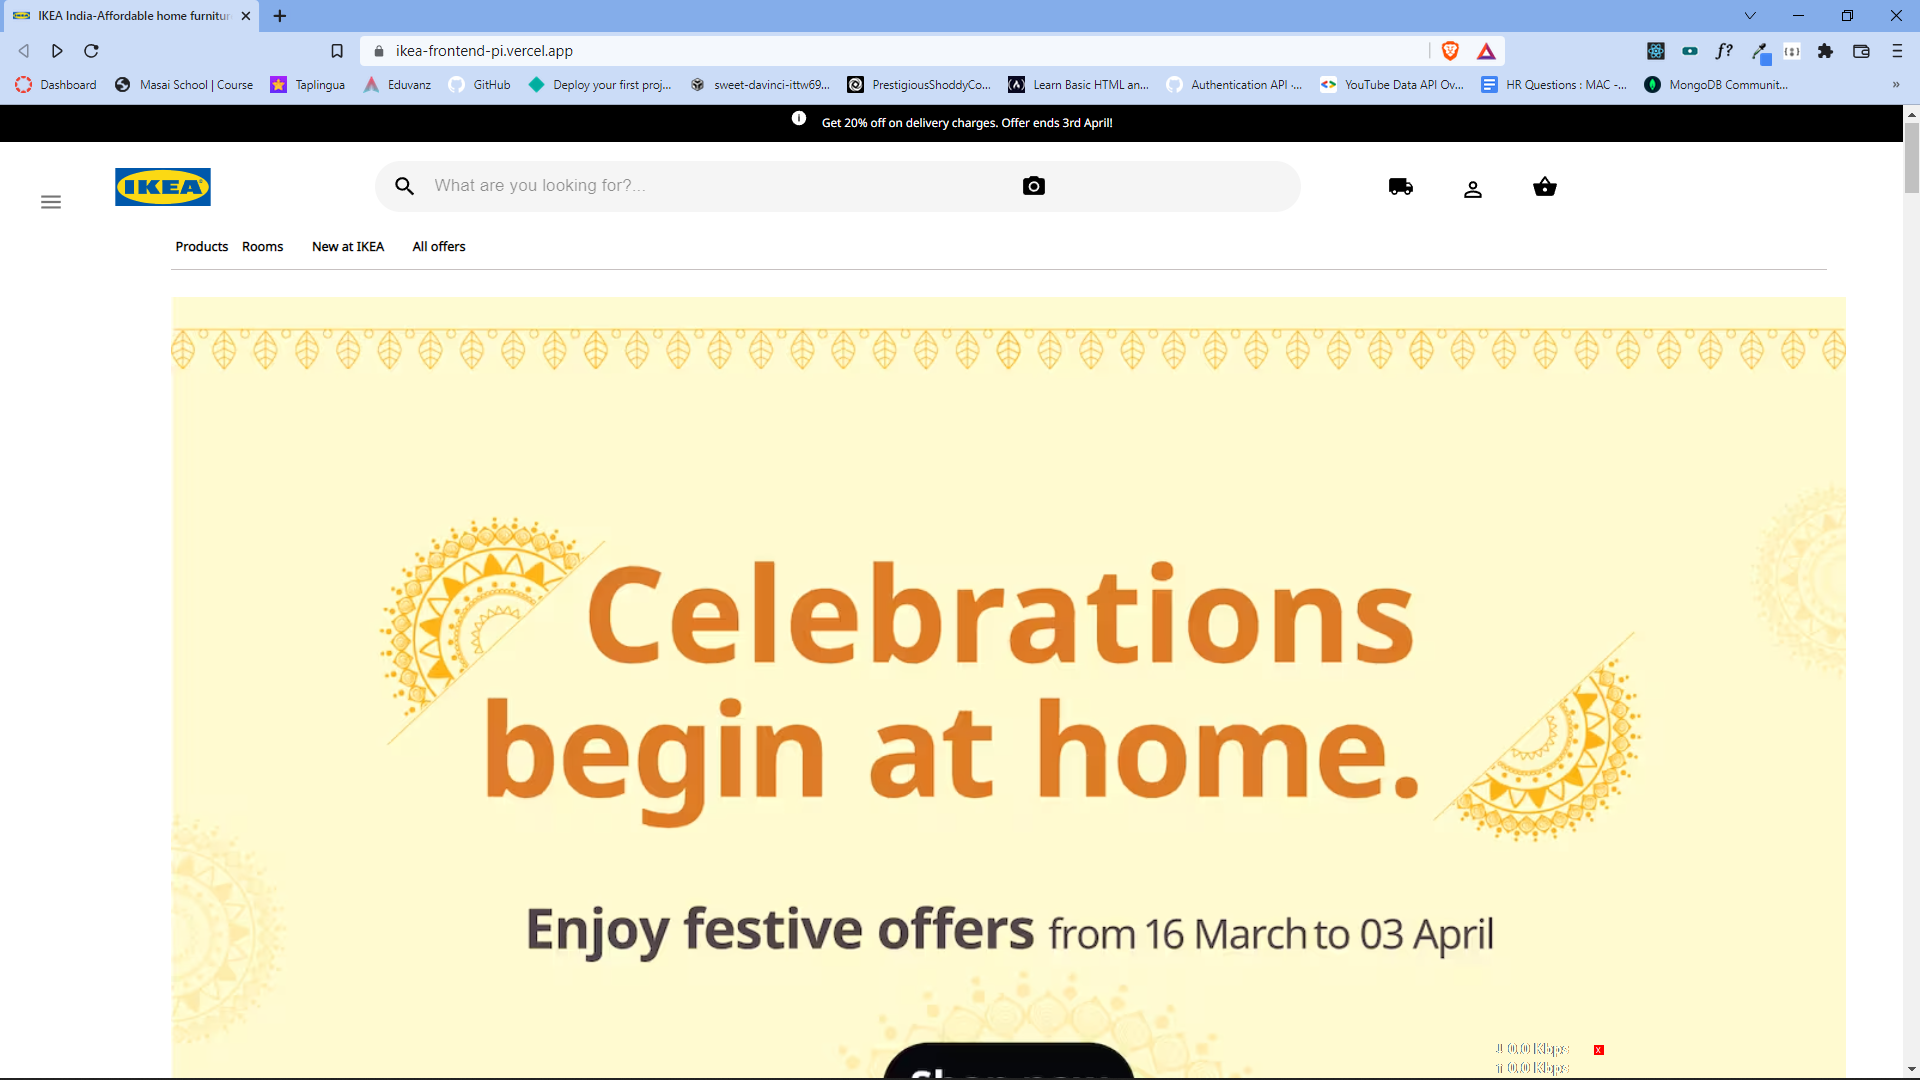 IKEA India-Affordable home furnitur
ikea-frontend-pi.vercel.app
f?
Dashboard
Masai School | Course
Taplingua
Eduvanz
GitHub
Deploy your first proj...
sweet-davinci-ittw69...
PrestigiousShoddyCo...
Learn Basic HTML an...
Authentication API -...
YouTube Data API Ov...
HR Questions : MAC -...
MongoDB Communit...
»
Get 20% off on delivery charges. Offer ends 3rd April!
IKEA
What are you looking for?...
Products
Rooms
New at IKEA
All offers
Celebrations
begin at home.
Enjoy festive offers from 16 March to 03 April
Shop now
↓ 0.0 Kbps
x
↑ 0.0 Kbps